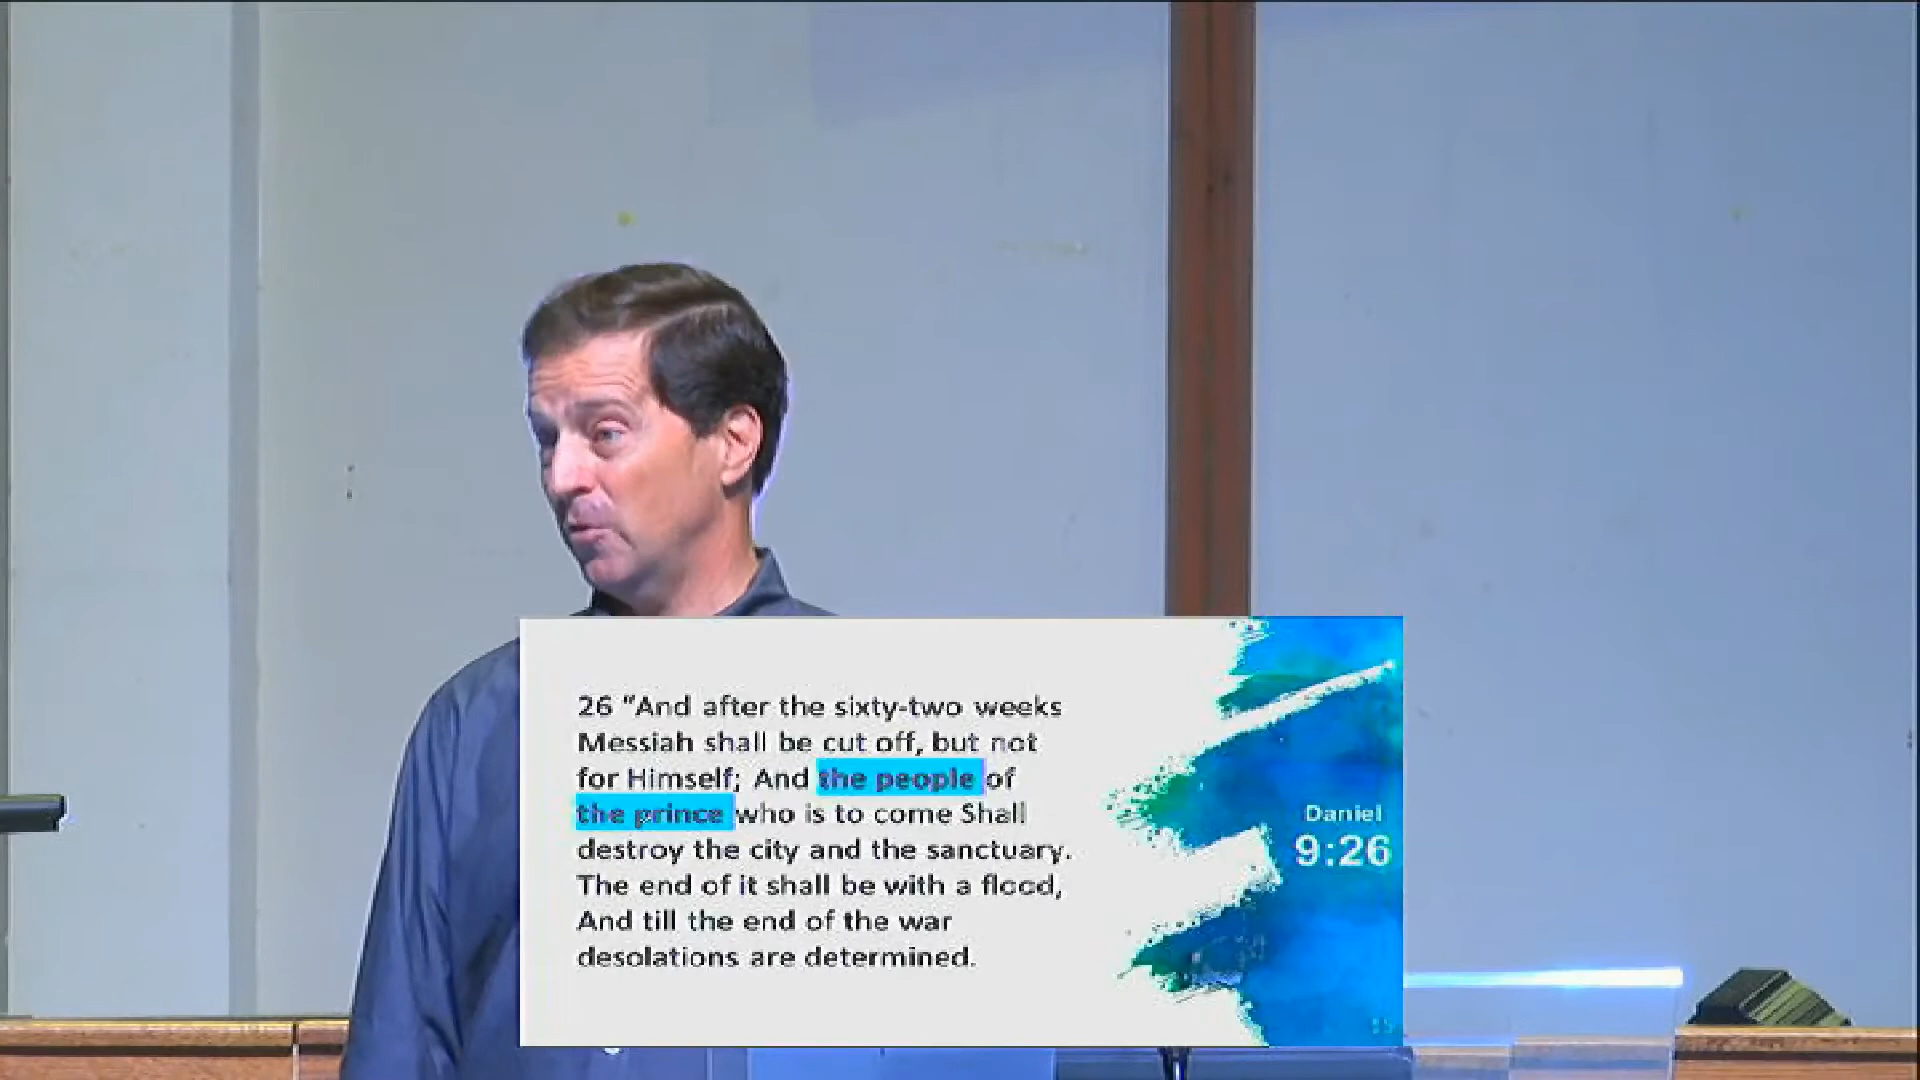 26 "And after the sixty-two weeks
Messiah shall be cut off, but not
for Himself; And the people of
the prince who is to come Shall
destroy the city and the sanctuary.
The end of it shall be with a flood,
And till the end of the war
desolations are determined.
Daniel
9:26
15